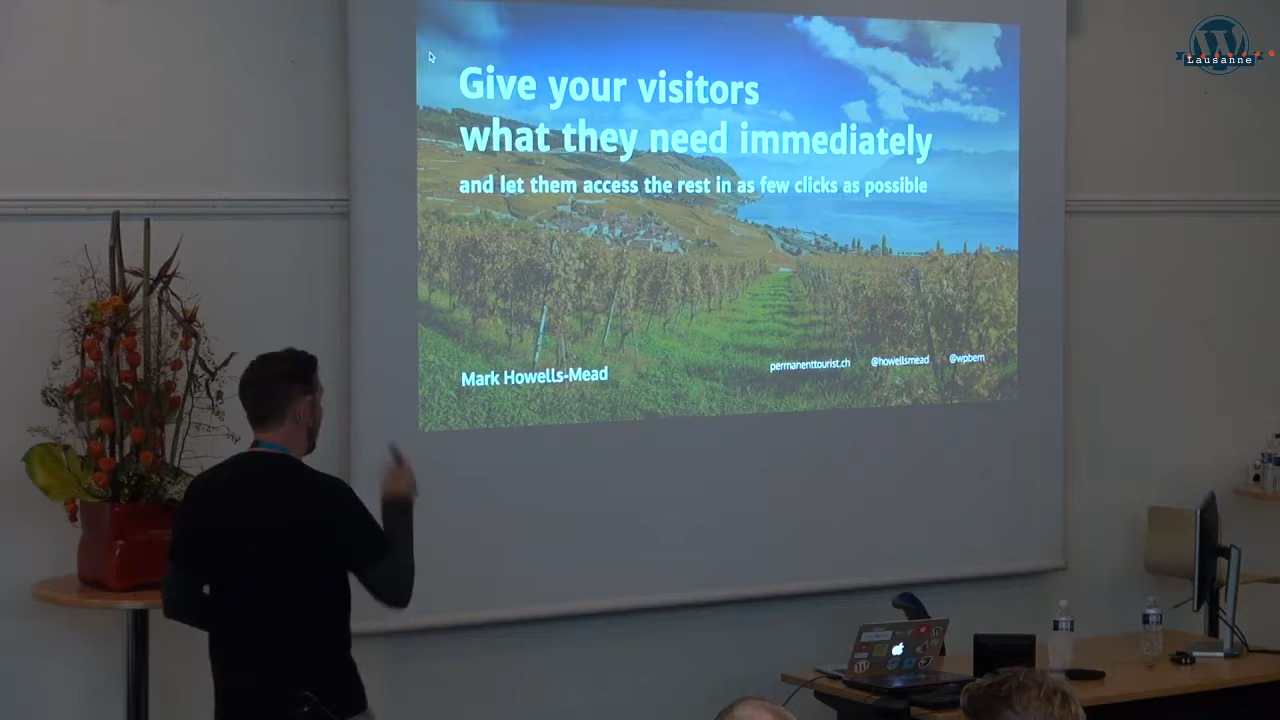 Give your visitors
what they need immediately
and let them access the rest in as few clicks as possible
Mark Howells-Mead
permanenttourist.ch @howellsmead @wpbern
W
Lausanne